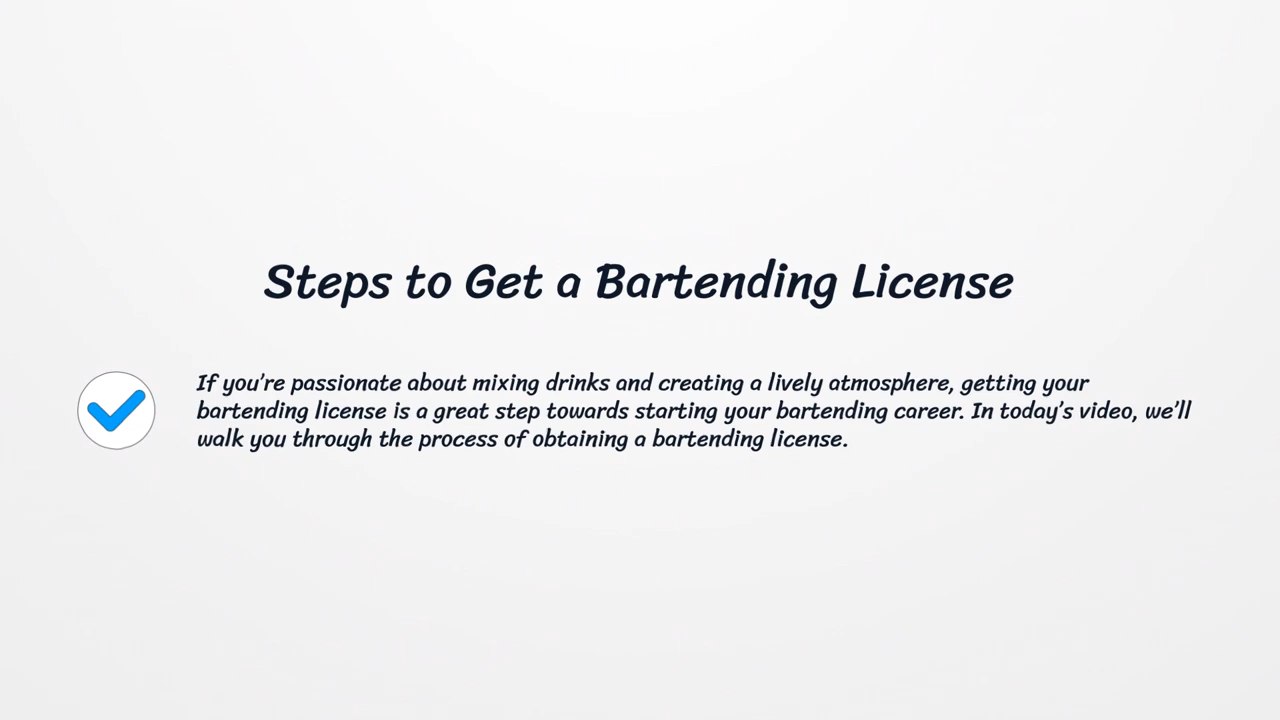 Steps to Get a Bartending License
If you're passionate about mixing drinks and creating a lively atmosphere, getting your
bartending license is a great step towards starting your bartending career. In today's video, we'll
walk you through the process of obtaining a bartending license.